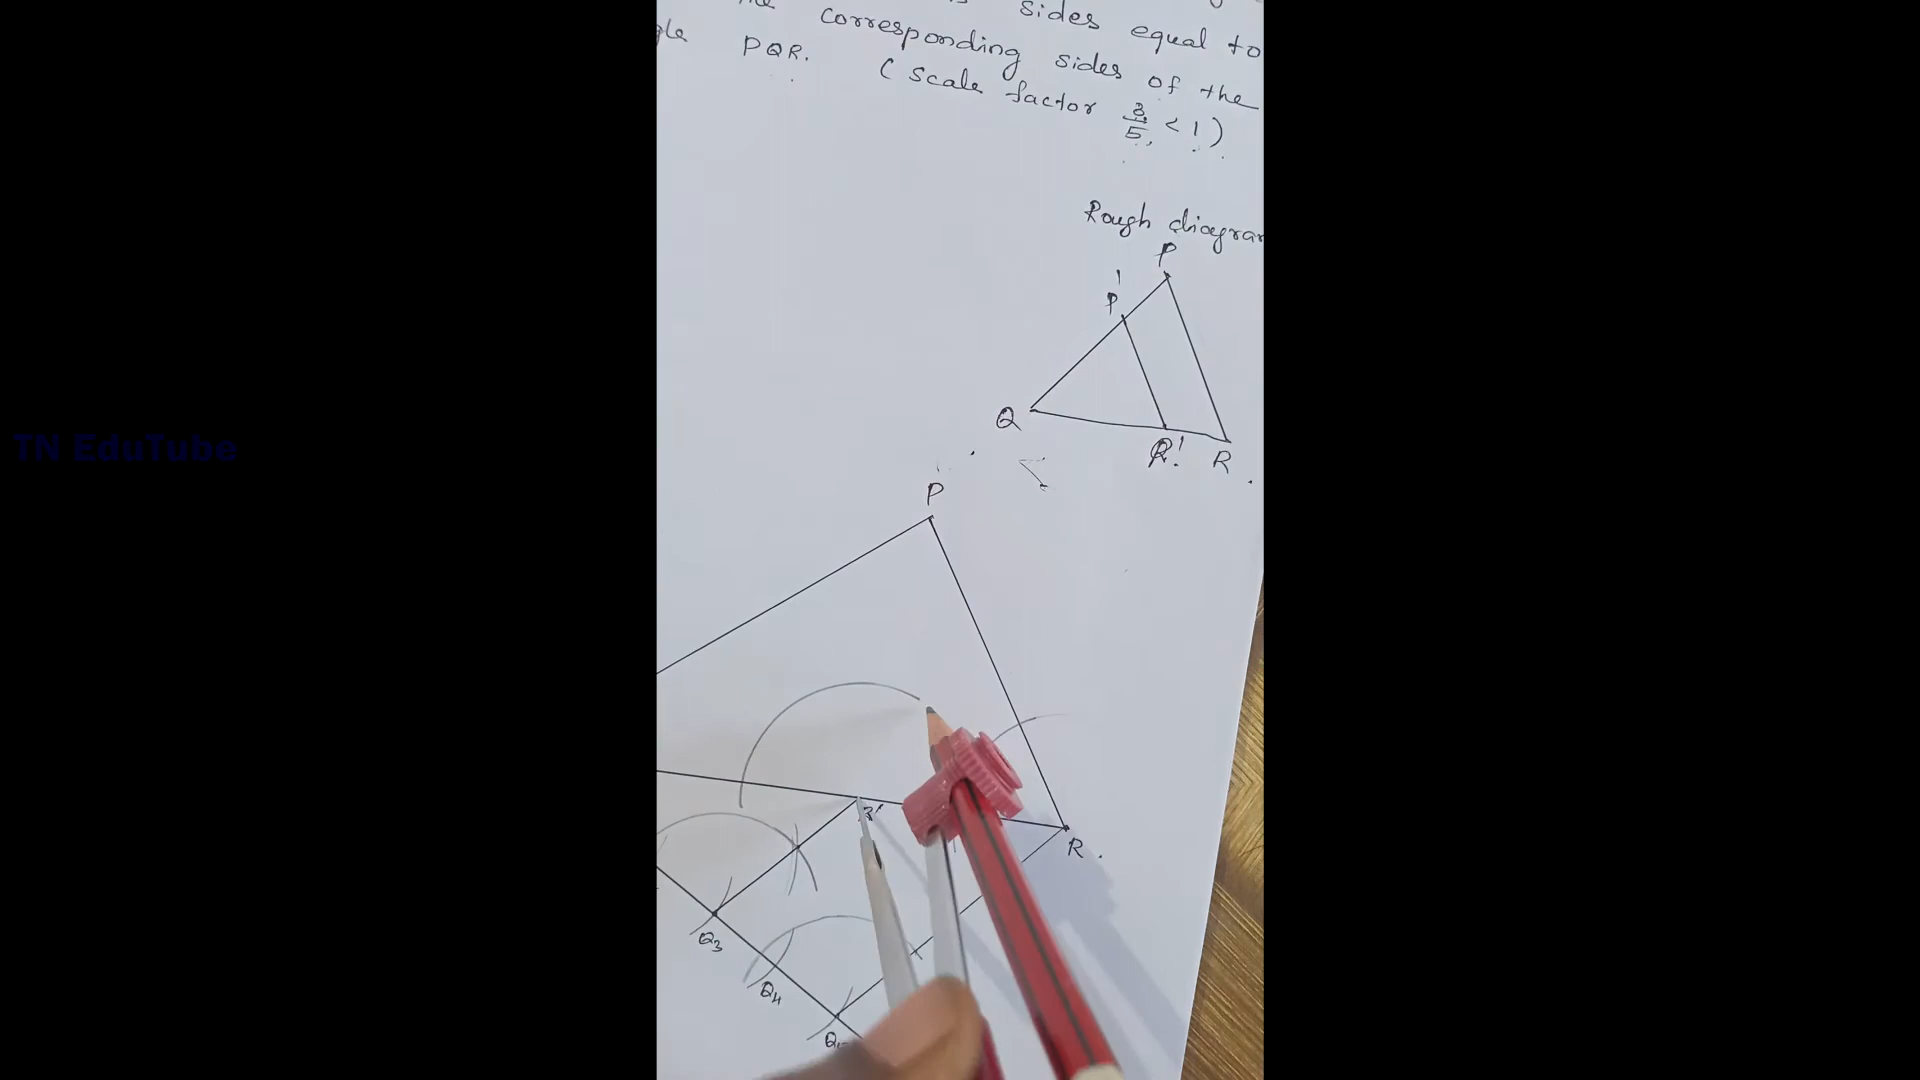 sides equal to
corresponding sides of the
PQR. (Scale factor 3/5 < 1)
Rough diagram
P
P'
Q
R'
R
TN EduTube
P
R'
R.
Q3
Q4